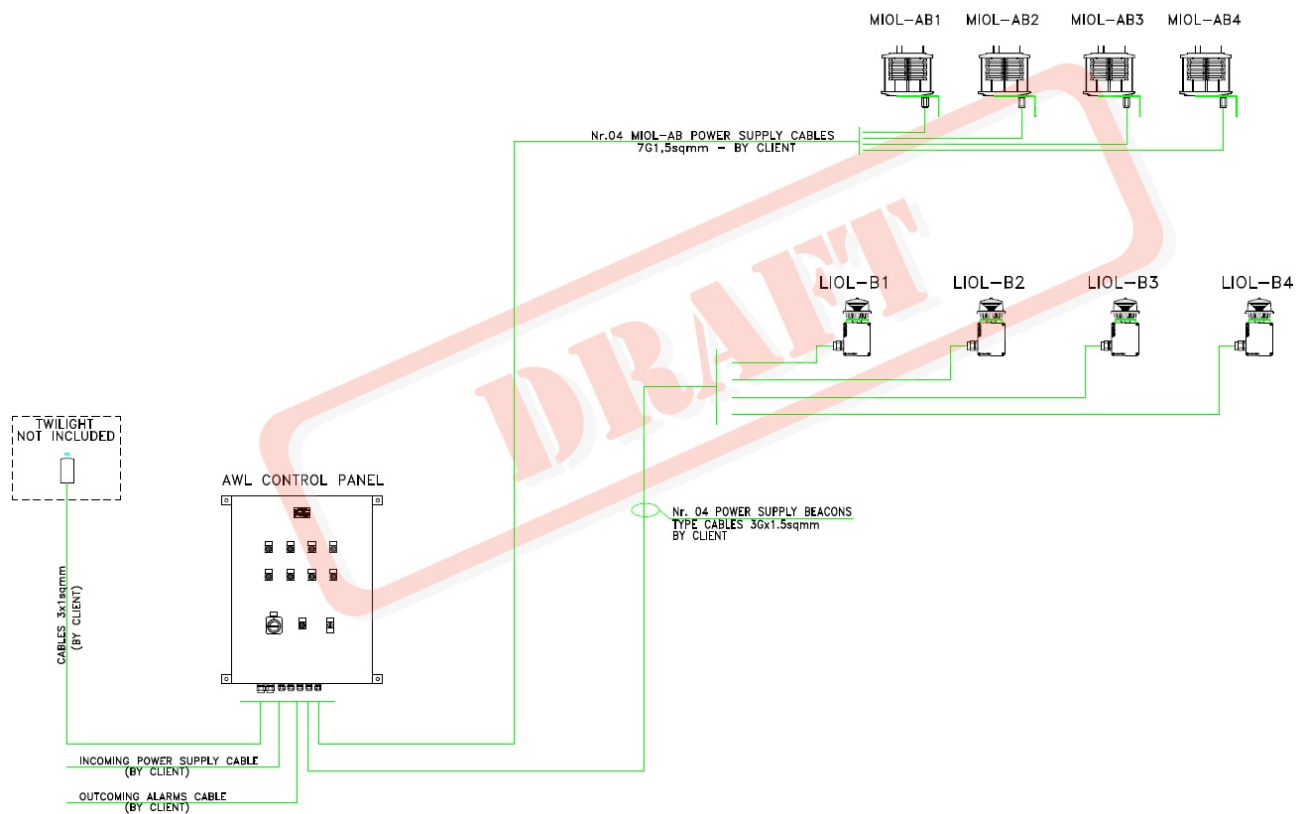 MIOL-AB1 MIOL-AB2 MIOL-AB3 MIOL-AB4
Nr.04 MIOL-AB POWER SUPPLY CABLES
7G1,5sqmm - BY CLIENT
DRAFT
LIOL-B1 LIOL-B2 LIOL-B3 LIOL-B4
TWILIGHT
NOT INCLUDED
AWL CONTROL PANEL
Nr. 04 POWER SUPPLY BEACONS
TYPE CABLES 3Gx1.5sqmm
BY CLIENT
CABLES 3x1sqmm
(BY CLIENT)
INCOMING POWER SUPPLY CABLE
(BY CLIENT)
OUTCOMING ALARMS CABLE
(BY CLIENT)